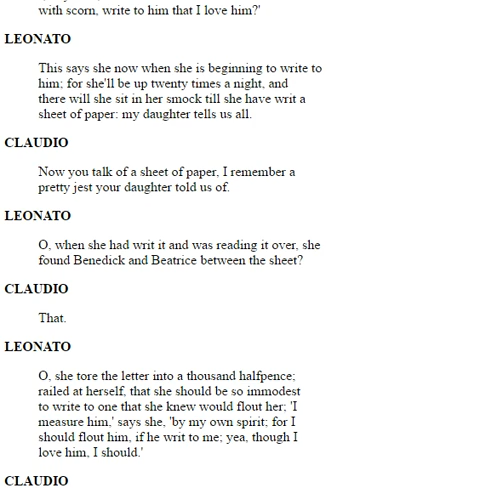 with scorn, write to him that I love him?'
LEONATO
This says she now when she is beginning to write to
him; for she'll be up twenty times a night, and
there will she sit in her smock till she have writ a
sheet of paper: my daughter tells us all.
CLAUDIO
Now you talk of a sheet of paper, I remember a
pretty jest your daughter told us of.
LEONATO
O, when she had writ it and was reading it over, she
found Benedick and Beatrice between the sheet?
CLAUDIO
That.
LEONATO
O, she tore the letter into a thousand halfpence;
railed at herself, that she should be so immodest
to write to one that she knew would flout her; 'I
measure him,' says she, 'by my own spirit; for I
should flout him, if he writ to me; yea, though I
love him, I should.'
CLAUDIO